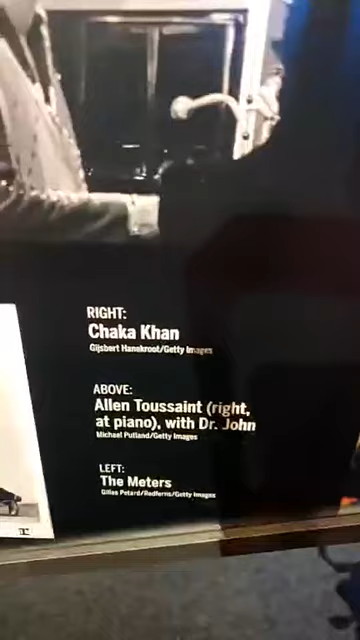 RIGHT:
Chaka Khan
Gijsbert Hanekroot/Getty Images
ABOVE:
Allen Toussaint (right,
at piano), with Dr. John
Michael Putland/Getty Images
LEFT:
The Meters
Gilles Petard/Redferns/Getty Images